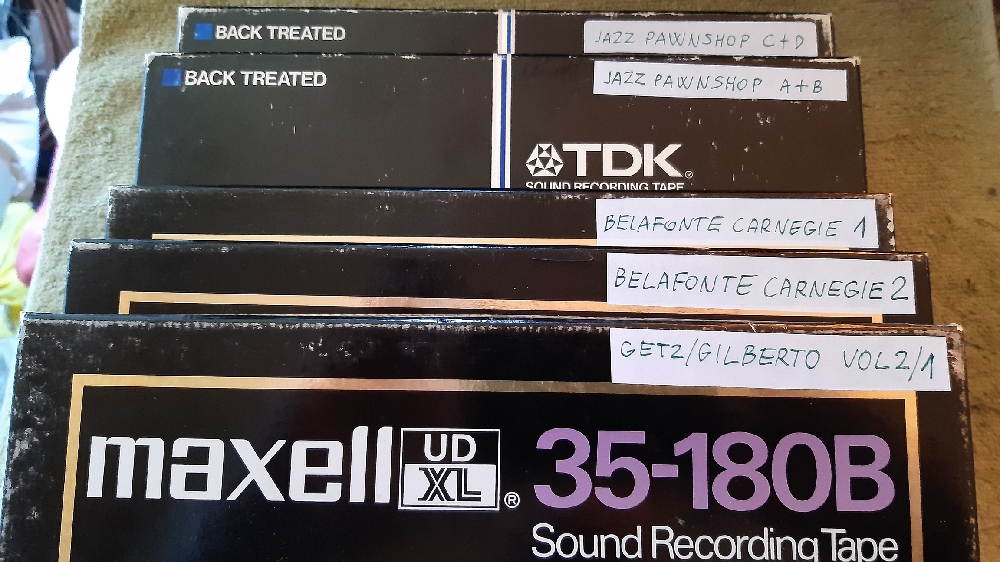 BACK TREATED
JAZZ PAWNSHOP C+D
BACK TREATED
JAZZ PAWNSHOP A+B
TDK
SOUND RECORDING TAPE
BELAFONTE CARNEGIE 1
BELAFONTE CARNEGIE 2
GETZ/GILBERTO VOL2/1
maxell UD XL ® 35-180B
Sound Recording Tape